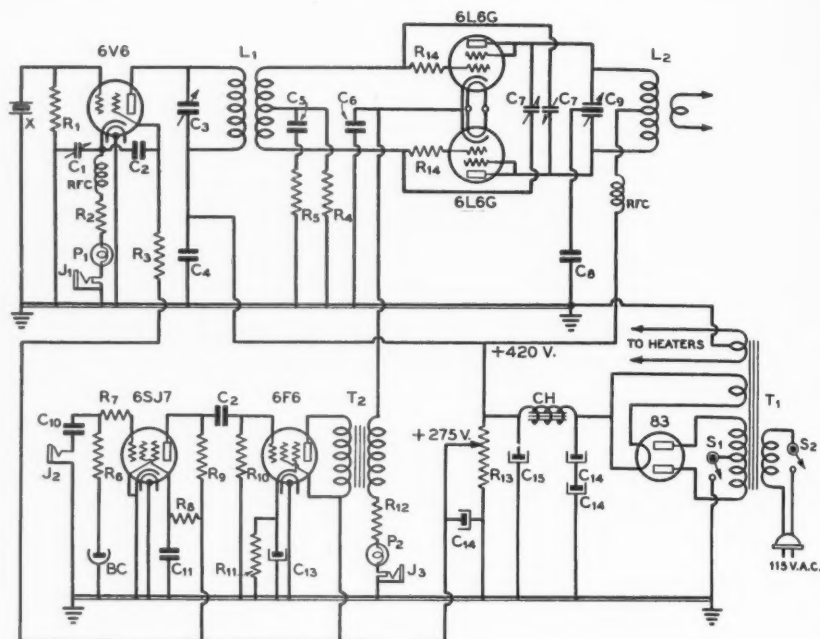 6V6
L1
6L6G
L2
R14
C5
C6
C7
C7
C9
X
R1
C3
C1
C2
RFC
R14
6L6G
R2
R5
R4
RFC
P1
R3
J1
C4
C8
+420 V.
TO HEATERS
T1
R7
6SJ7
C2
6F6
T2
CH
83
S1
S2
C10
+275 V.
J2
R6
R9
R10
R13
C15
C14
R8
R12
C14
BC
C11
R11
C13
P2
J3
C14
115 V.A.C.